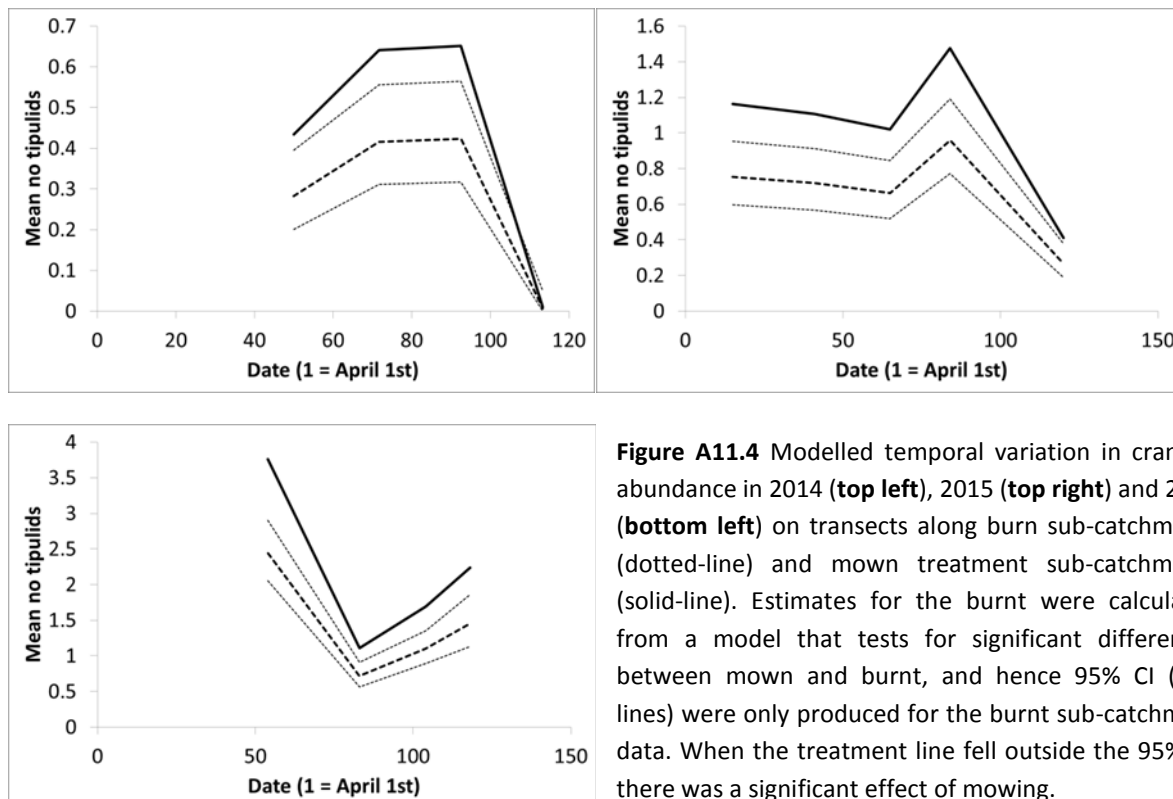 0.7
0.6
0.5
0.4
0.3
0.2
0.1
0
Mean no tipulids
0 20 40 60 80 100 120
Date (1 = April 1st)
1.6
1.4
1.2
1
0.8
0.6
0.4
0.2
0
Mean no tipulids
0 50 100 150
Date (1 = April 1st)
4
3.5
3
2.5
2
1.5
1
0.5
0
Mean no tipulids
0 50 100 150
Date (1 = April 1st)
Figure A11.4 Modelled temporal variation in cran
abundance in 2014 (top left), 2015 (top right) and 2
(bottom left) on transects along burn sub-catchm
(dotted-line) and mown treatment sub-catchm
(solid-line). Estimates for the burnt were calcula
from a model that tests for significant differen
between mown and burnt, and hence 95% CI (
lines) were only produced for the burnt sub-catchm
data. When the treatment line fell outside the 95%
there was a significant effect of mowing.